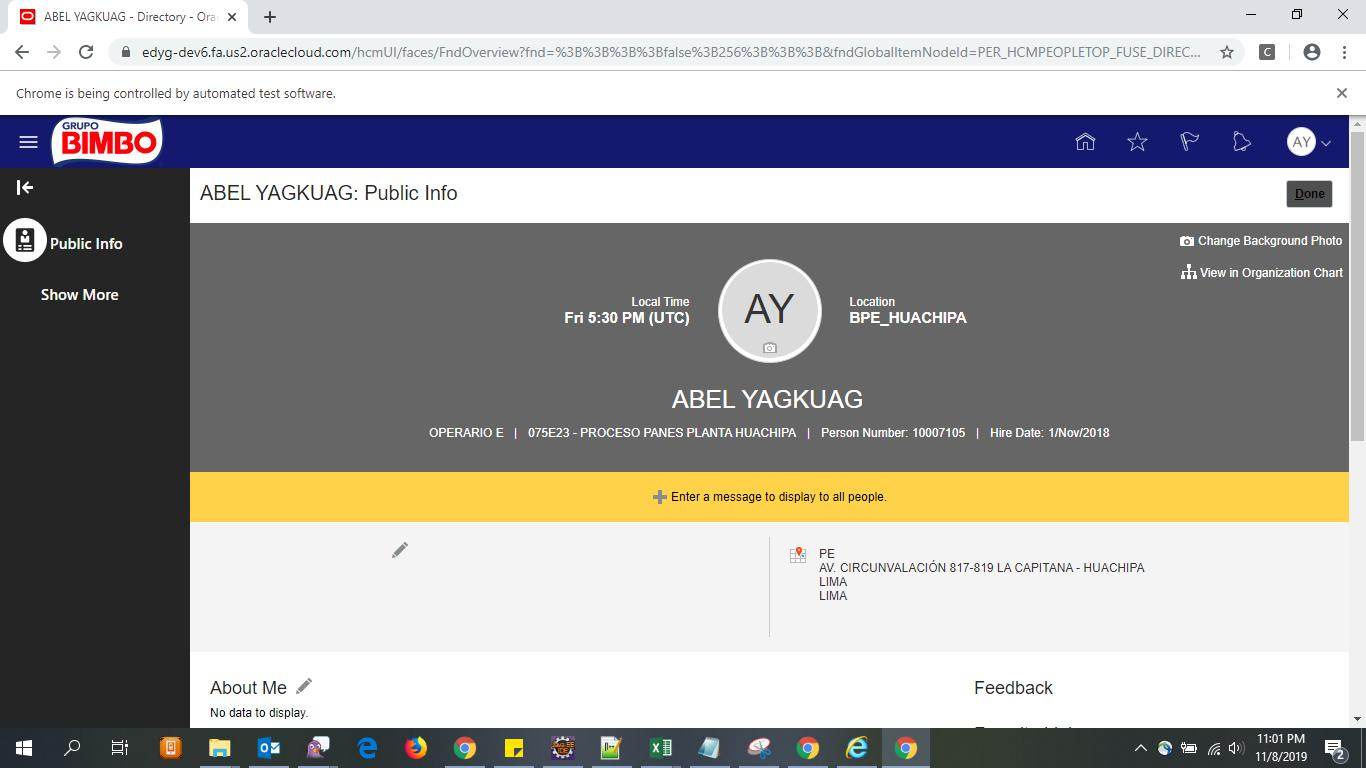 ABEL YAGKUAG - Directory - Ora
edyg-dev6.fa.us2.oraclecloud.com/hcmUI/faces/FndOverview?fnd=%3B%3B%3B%3Bfalse%3B256%3B%3B%3B&fndGlobalItemNodeId=PER_HCMPEOPLETOP_FUSE_DIREC...
C
Chrome is being controlled by automated test software.
GRUPO
BIMBO
AY
ABEL YAGKUAG: Public Info
Done
Public Info
Show More
Change Background Photo
View in Organization Chart
Local Time
Fri 5:30 PM (UTC)
AY
Location
BPE_HUACHIPA
ABEL YAGKUAG
OPERARIO E | 075E23 - PROCESO PANES PLANTA HUACHIPA | Person Number: 10007105 | Hire Date: 1/Nov/2018
Enter a message to display to all people.
PE
AV. CIRCUNVALACIÓN 817-819 LA CAPITANA - HUACHIPA
LIMA
LIMA
About Me
No data to display.
Feedback
11:01 PM
11/8/2019
2